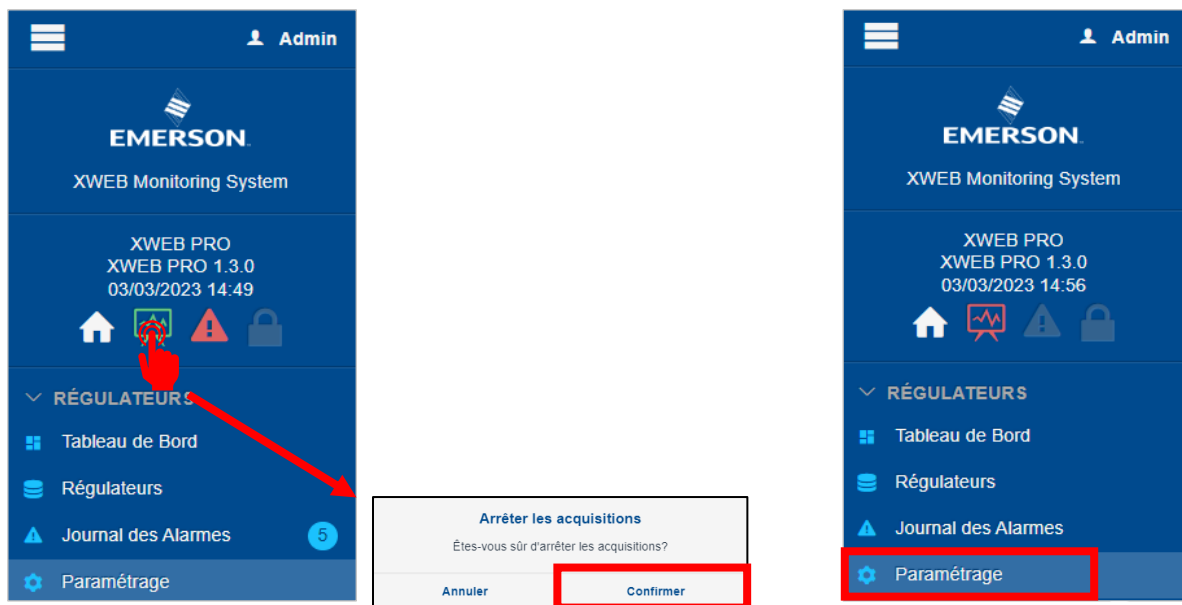 Admin
EMERSON
XWEB Monitoring System
XWEB PRO
XWEB PRO 1.3.0
03/03/2023 14:49
RÉGULATEURS
Tableau de Bord
Régulateurs
Journal des Alarmes 5
Paramétrage
Arrêter les acquisitions
Êtes-vous sûr d'arrêter les acquisitions?
Annuler Confirmer
Admin
EMERSON
XWEB Monitoring System
XWEB PRO
XWEB PRO 1.3.0
03/03/2023 14:56
RÉGULATEURS
Tableau de Bord
Régulateurs
Journal des Alarmes
Paramétrage